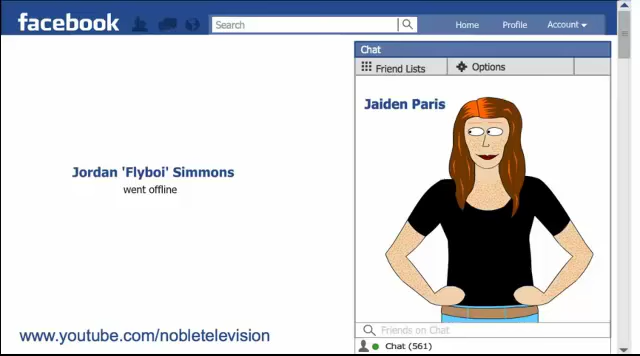 facebook
Search
Home
Profile
Account
Chat
Friend Lists
Options
Jaiden Paris
Jordan 'Flyboi' Simmons
went offline
Friends on Chat
www.youtube.com/nobletelevision
Chat (561)